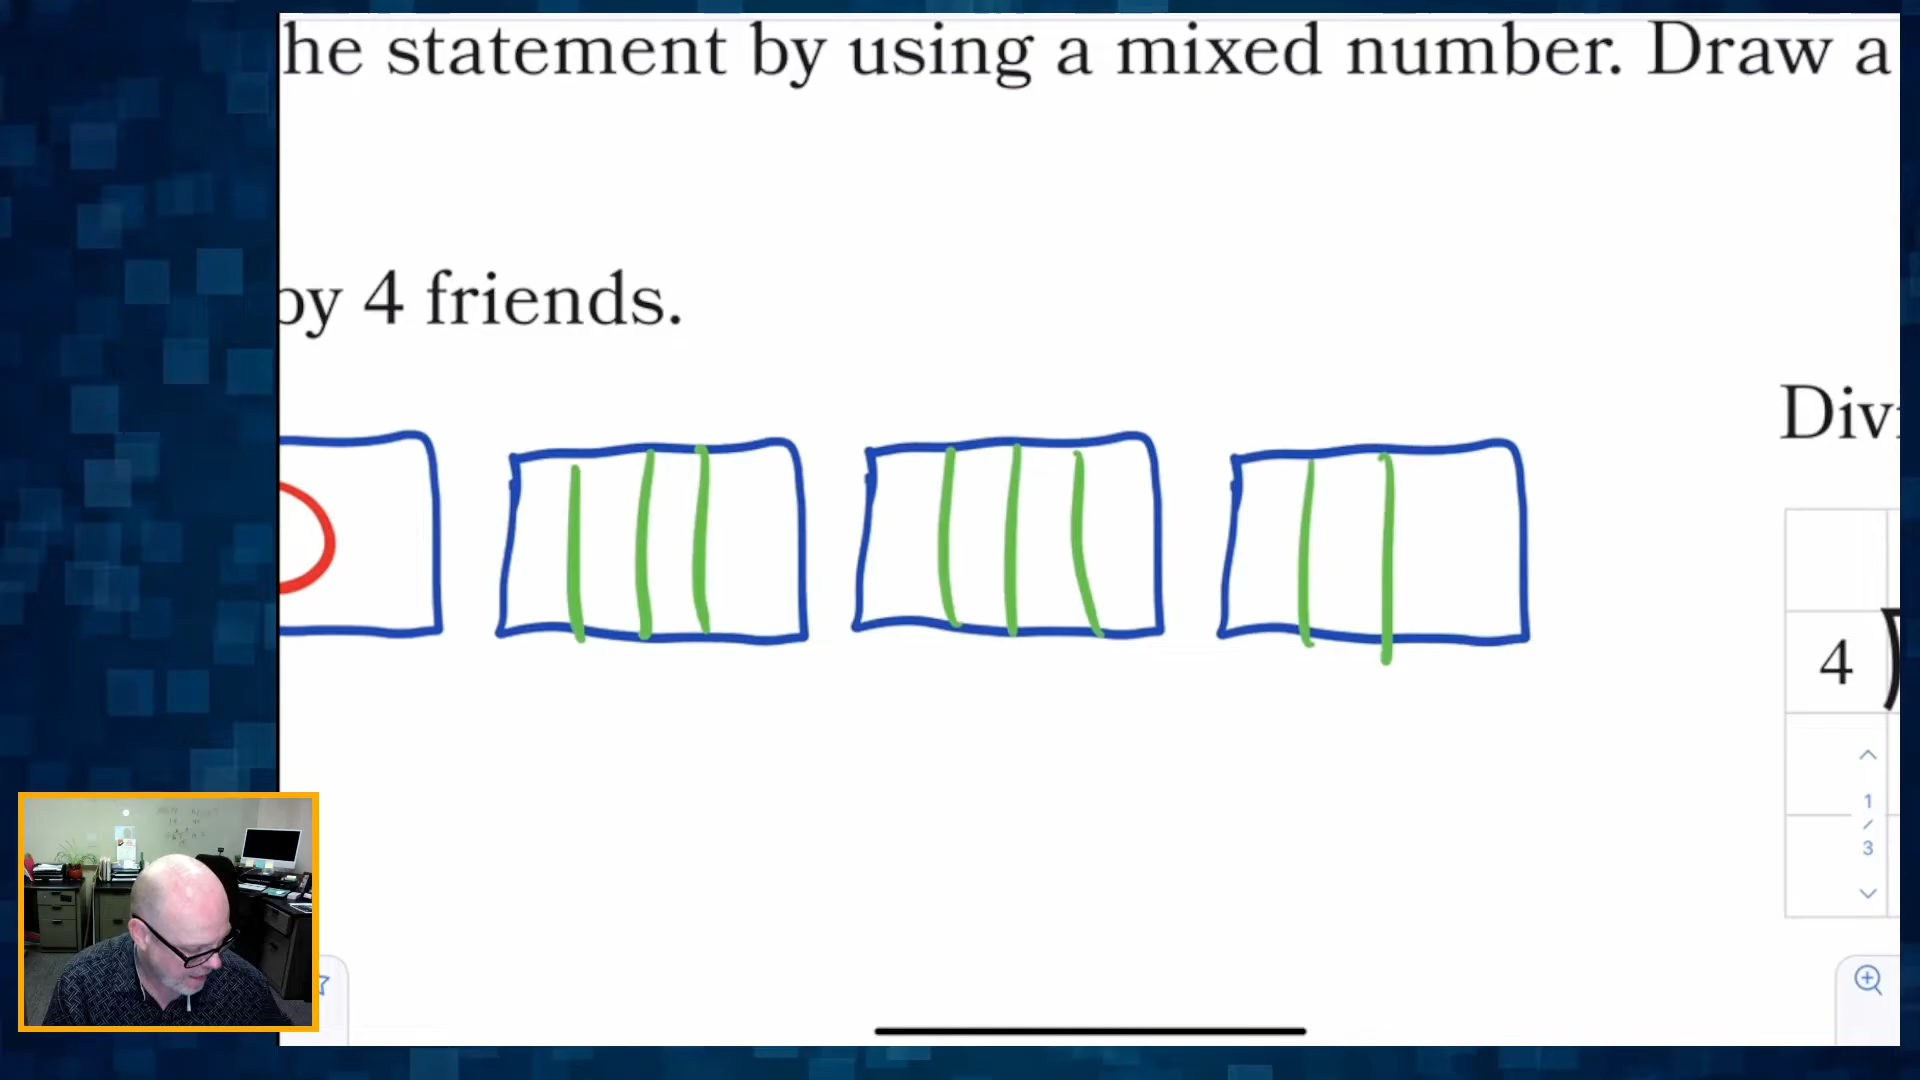 he statement by using a mixed number. Draw a
by 4 friends.
Div
4
1
/
3